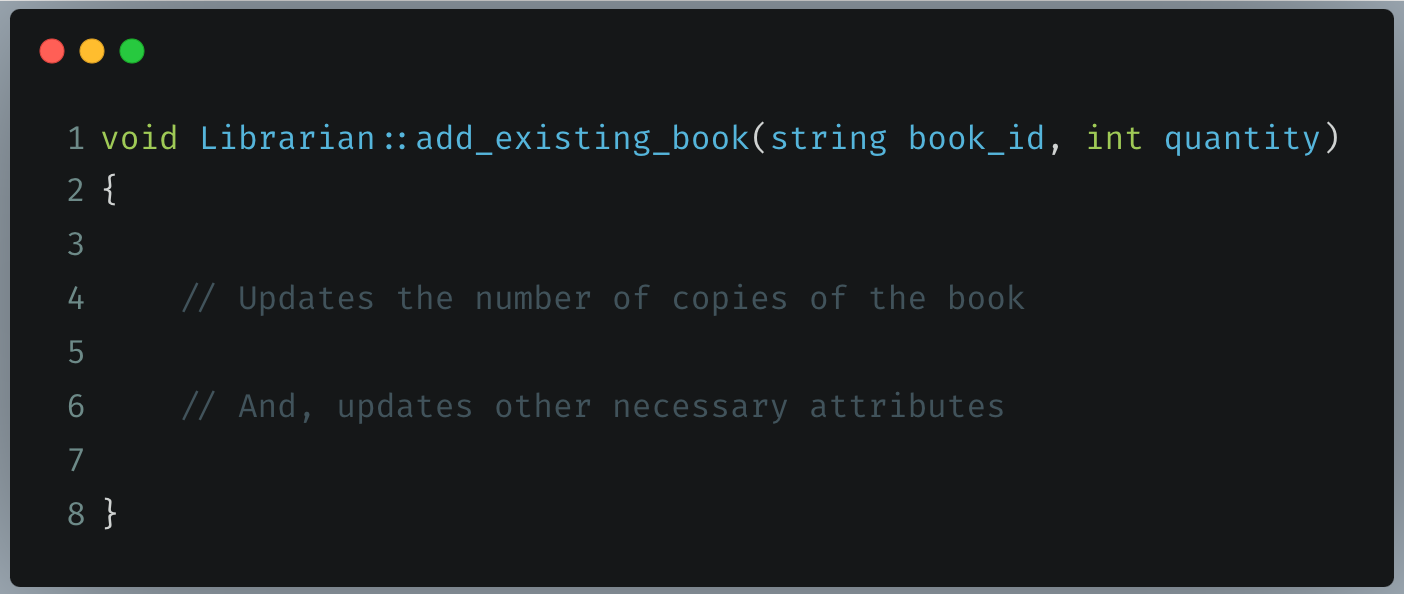 1 void Librarian::add_existing_book(string book_id, int quantity)
2 {
3
4     // Updates the number of copies of the book
5
6     // And, updates other necessary attributes
7
8 }